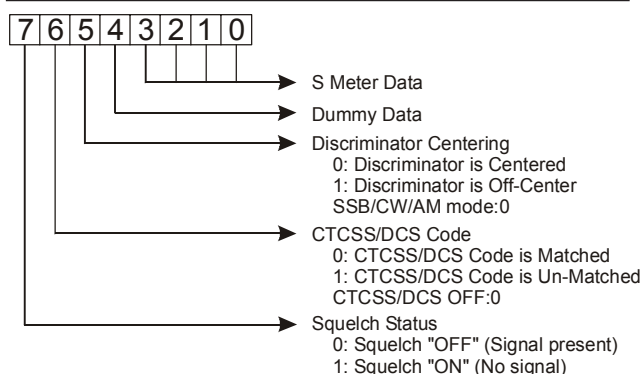 7 6 5 4 3 2 1 0
S Meter Data
Dummy Data
Discriminator Centering
0: Discriminator is Centered
1: Discriminator is Off-Center
SSB/CW/AM mode:0
CTCSS/DCS Code
0: CTCSS/DCS Code is Matched
1: CTCSS/DCS Code is Un-Matched
CTCSS/DCS OFF:0
Squelch Status
0: Squelch "OFF" (Signal present)
1: Squelch "ON" (No signal)